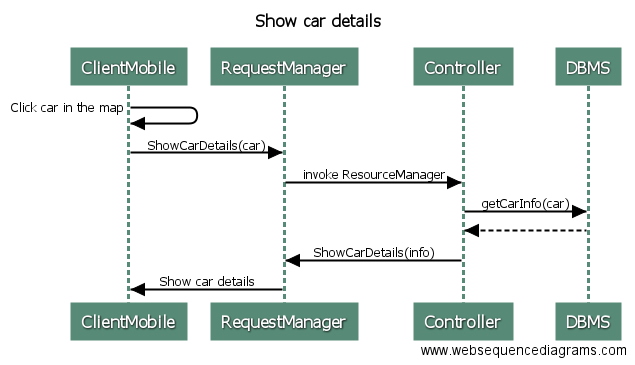 Show car details
ClientMobile RequestManager Controller DBMS
Click car in the map
ShowCarDetails(car)
invoke ResourceManager
getCarInfo(car)
ShowCarDetails(info)
Show car details
ClientMobile RequestManager Controller DBMS
www.websequencediagrams.com